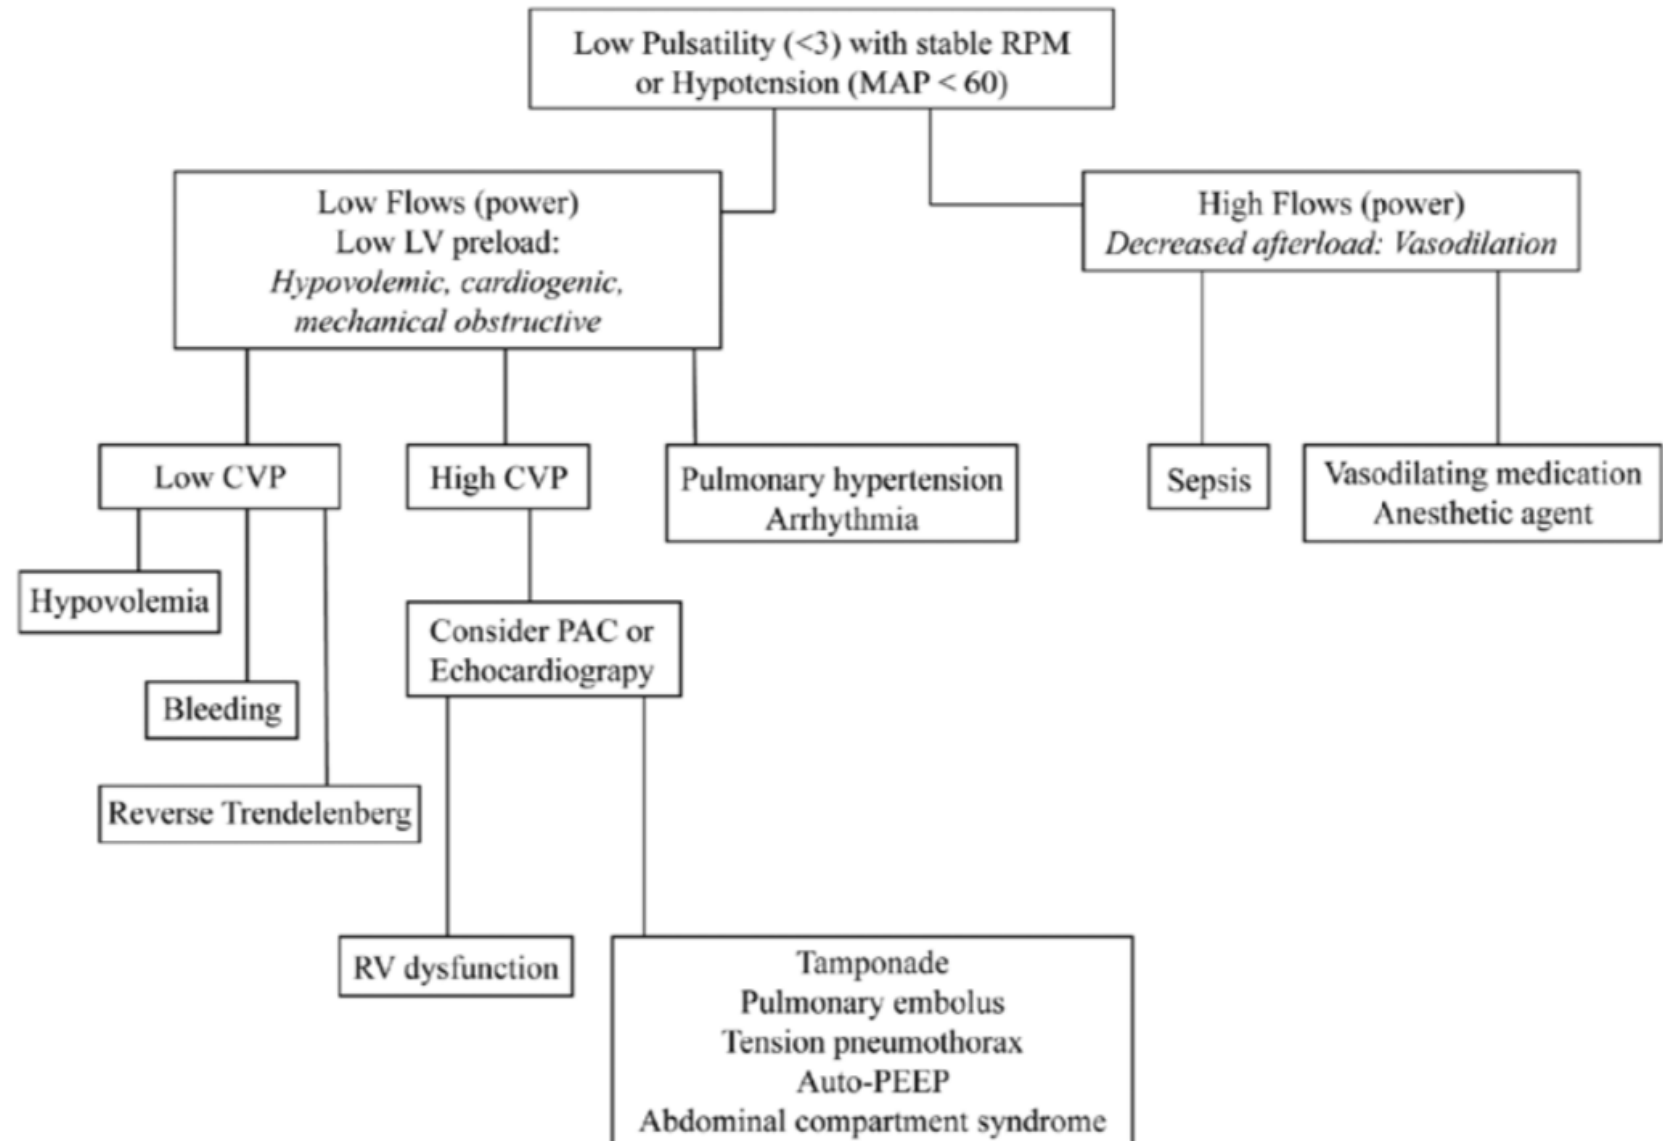 Low Pulsatility (<3) with stable RPM
or Hypotension (MAP < 60)
Low Flows (power)
Low LV preload:
Hypovolemic, cardiogenic,
mechanical obstructive
High Flows (power)
Decreased afterload: Vasodilation
Low CVP
High CVP
Pulmonary hypertension
Arrhythmia
Sepsis
Vasodilating medication
Anesthetic agent
Hypovolemia
Bleeding
Reverse Trendelenberg
Consider PAC or
Echocardiograpy
RV dysfunction
Tamponade
Pulmonary embolus
Tension pneumothorax
Auto-PEEP
Abdominal compartment syndrome